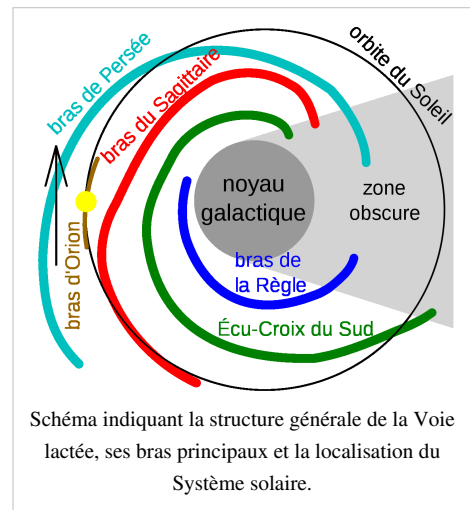 bras de Persée
orbite du Soleil
bras du Sagittaire
noyau
galactique
zone
obscure
bras d'Orion
bras de
la Règle
Écu-Croix du Sud
Schéma indiquant la structure générale de la Voie
lactée, ses bras principaux et la localisation du
Système solaire.